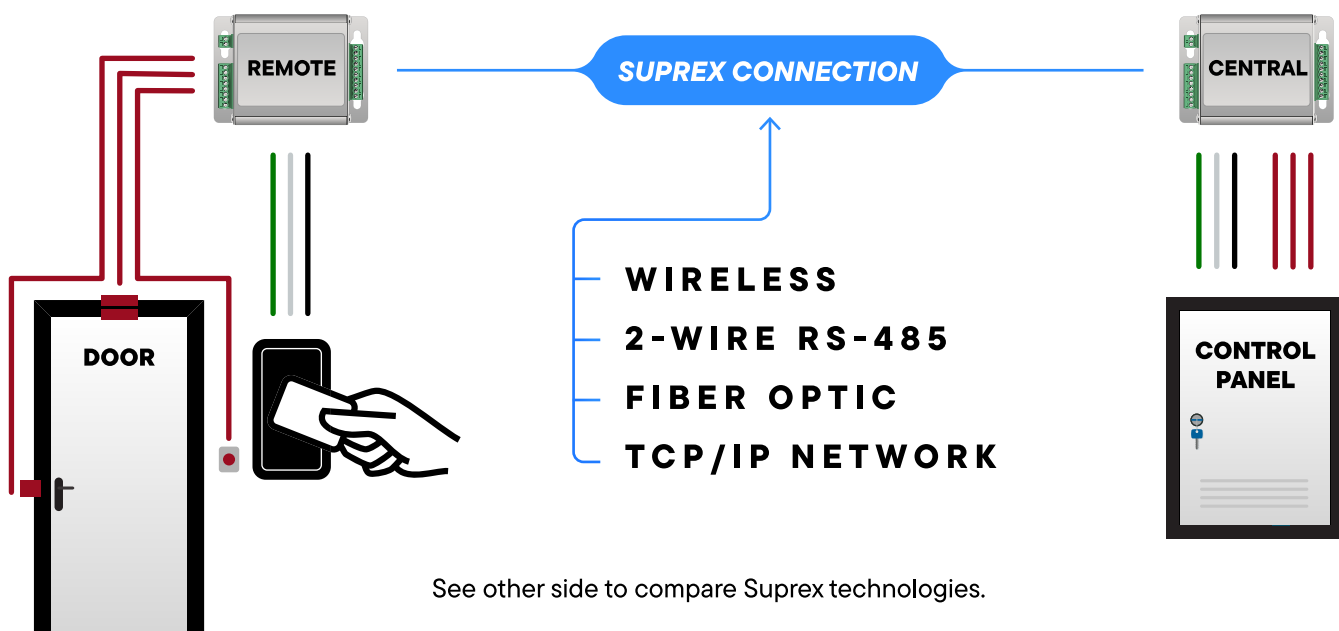 REMOTE
SUPREX CONNECTION
CENTRAL
DOOR
WIRELESS
2-WIRE RS-485
FIBER OPTIC
TCP/IP NETWORK
CONTROL
PANEL
See other side to compare Suprex technologies.